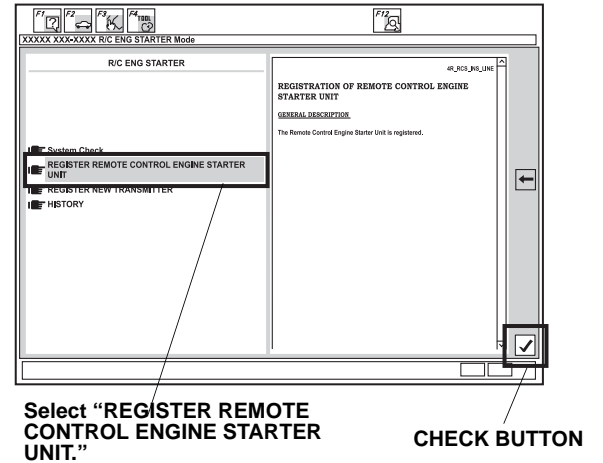 F1 F2 F3 F4 TOOL F12
XXXXX XXX-XXXX R/C ENG STARTER Mode
R/C ENG STARTER
System Check
REGISTER REMOTE CONTROL ENGINE STARTER
UNIT
REGISTER NEW TRANSMITTER
HISTORY
4R_RCS_INS_LINE
REGISTRATION OF REMOTE CONTROL ENGINE
STARTER UNIT
GENERAL DESCRIPTION
The Remote Control Engine Starter Unit is registered.
Select “REGISTER REMOTE
CONTROL ENGINE STARTER
UNIT.”
CHECK BUTTON